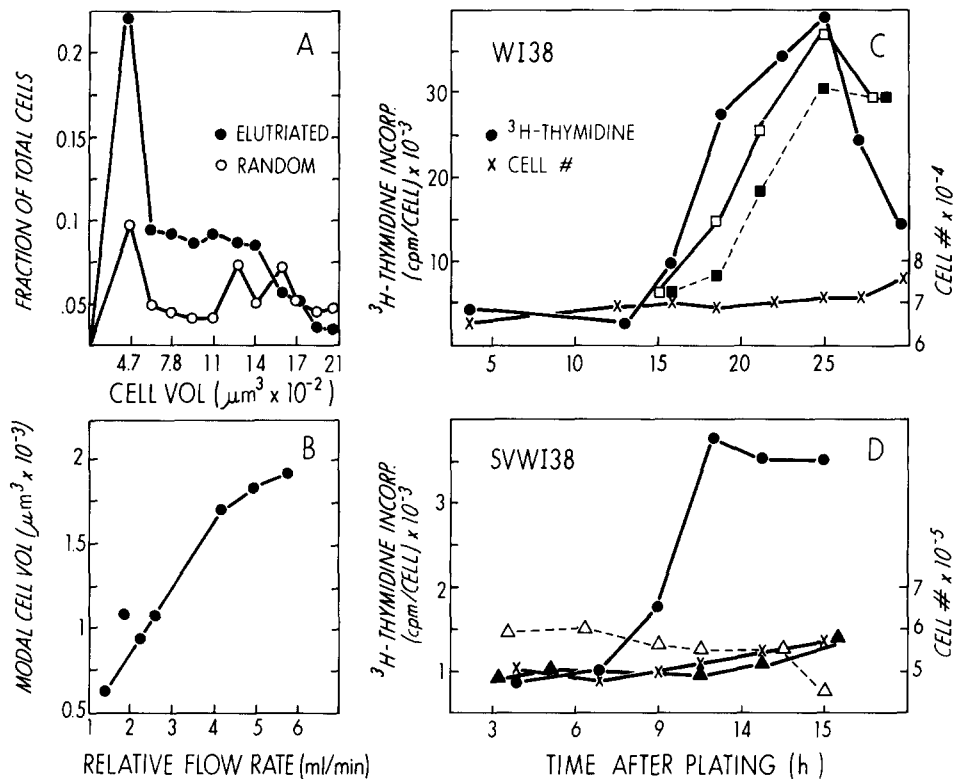 A
FRACTION OF TOTAL CELLS
0.2
0.15
0.1
0.05
● ELUTRIATED
○ RANDOM
4.7 7.8 11 14 17 21
CELL VOL (μm³ x 10⁻²)
WI38
C
³H-THYMIDINE INCORP.
(cpm/CELL) x 10⁻³
30
20
10
● ³H-THYMIDINE
x CELL #
8
7
6
CELL # x 10⁻⁴
5 10 15 20 25
B
MODAL CELL VOL (μm³ x 10⁻³)
2
1.5
1
0.5
1 2 3 4 5 6
RELATIVE FLOW RATE (ml/min)
SVWI38
D
³H-THYMIDINE INCORP.
(cpm/CELL) x 10⁻³
3
2
1
7
6
5
CELL # x 10⁻⁵
3 6 9 14 15
TIME AFTER PLATING (h)